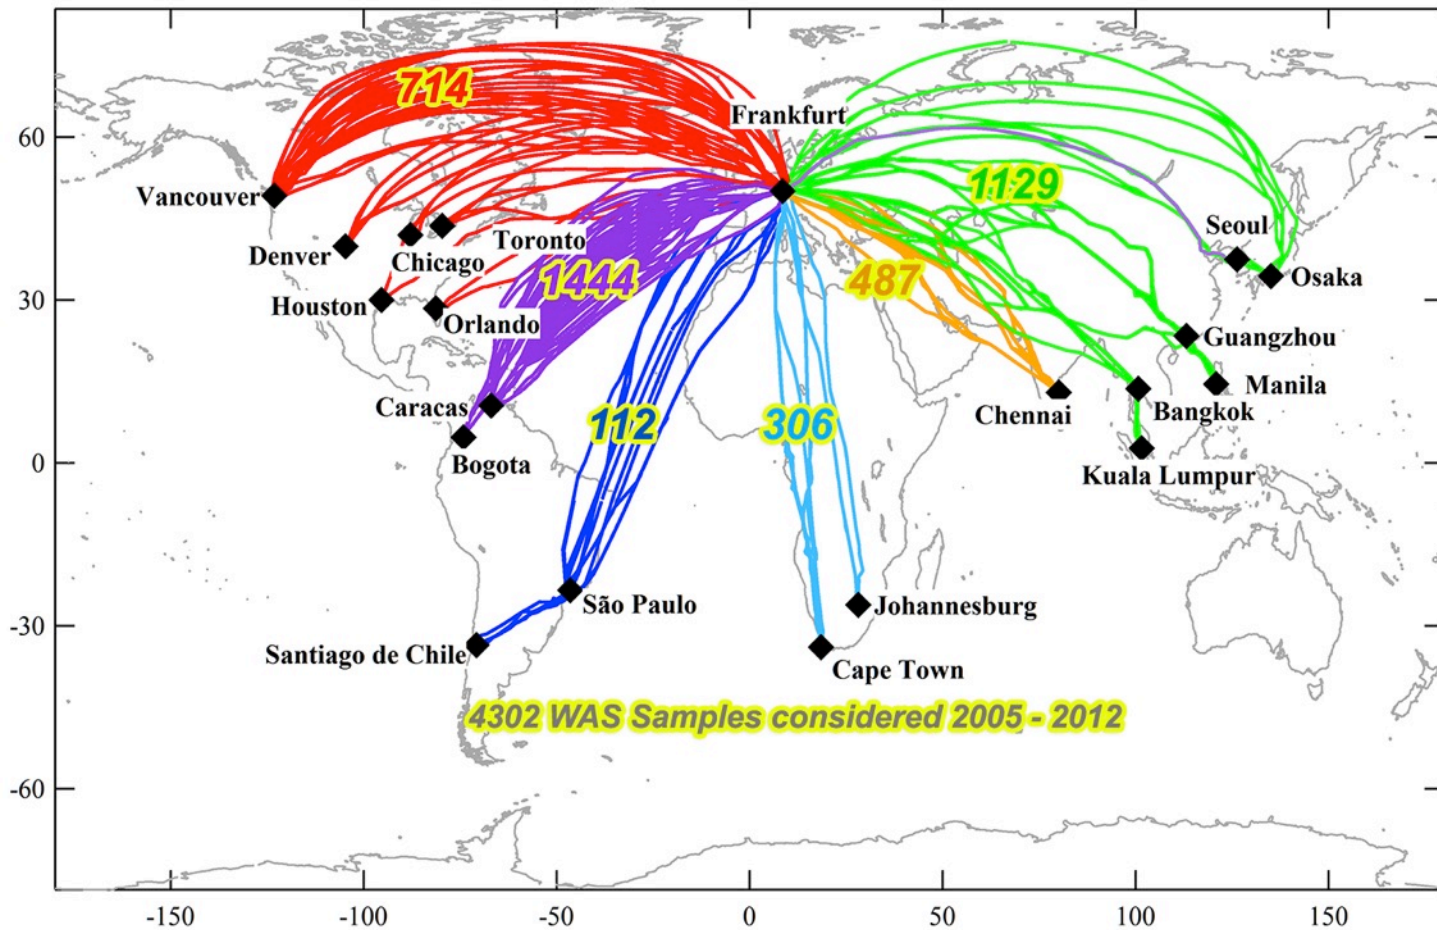 714
Frankfurt
60
1129
Vancouver
Seoul
Toronto
Denver
Chicago
1444
487
Osaka
30
Houston
Orlando
Guangzhou
Manila
Caracas
Chennai
Bangkok
112
306
0
Bogota
Kuala Lumpur
São Paulo
Johannesburg
-30
Santiago de Chile
Cape Town
4302 WAS Samples considered 2005 - 2012
-60
-150 -100 -50 0 50 100 150